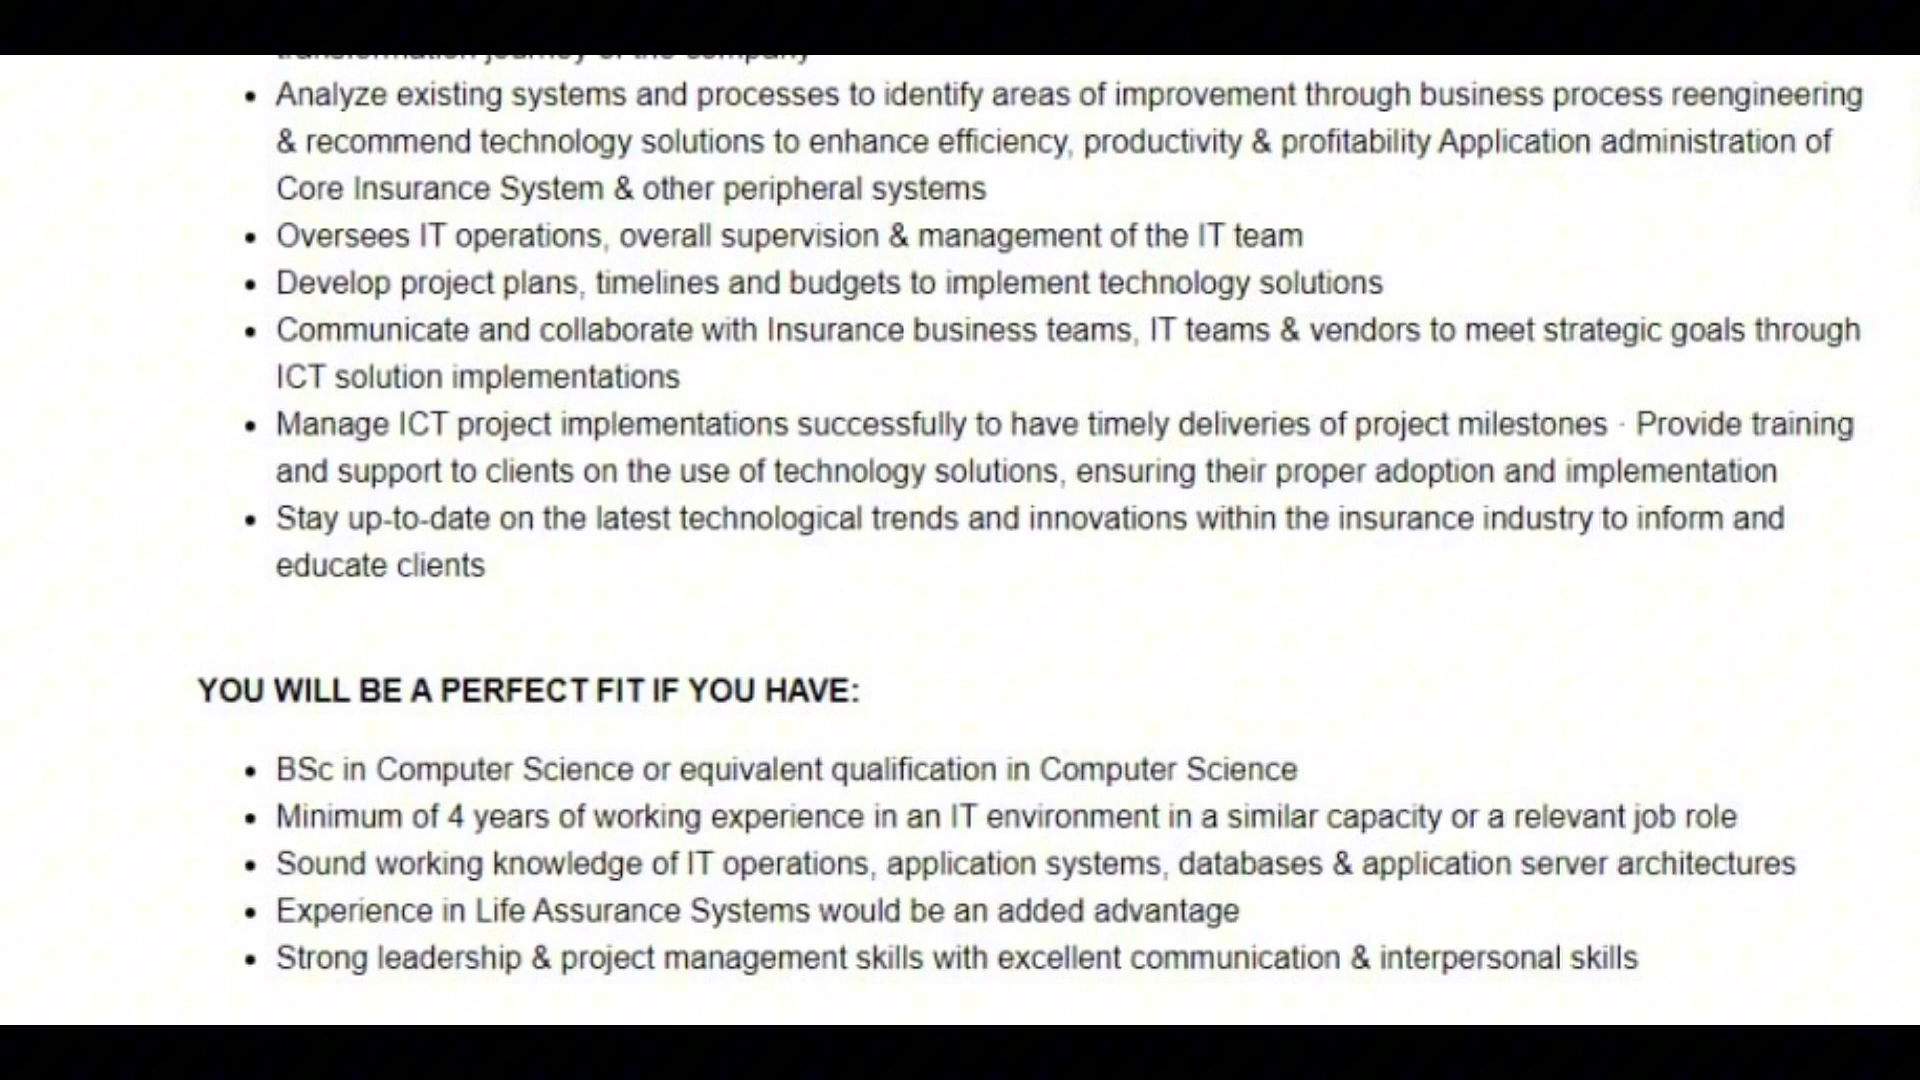 transformation journey of the company
• Analyze existing systems and processes to identify areas of improvement through business process reengineering
& recommend technology solutions to enhance efficiency, productivity & profitability Application administration of
Core Insurance System & other peripheral systems
• Oversees IT operations, overall supervision & management of the IT team
• Develop project plans, timelines and budgets to implement technology solutions
• Communicate and collaborate with Insurance business teams, IT teams & vendors to meet strategic goals through
ICT solution implementations
• Manage ICT project implementations successfully to have timely deliveries of project milestones · Provide training
and support to clients on the use of technology solutions, ensuring their proper adoption and implementation
• Stay up-to-date on the latest technological trends and innovations within the insurance industry to inform and
educate clients
YOU WILL BE A PERFECT FIT IF YOU HAVE:
• BSc in Computer Science or equivalent qualification in Computer Science
• Minimum of 4 years of working experience in an IT environment in a similar capacity or a relevant job role
• Sound working knowledge of IT operations, application systems, databases & application server architectures
• Experience in Life Assurance Systems would be an added advantage
• Strong leadership & project management skills with excellent communication & interpersonal skills